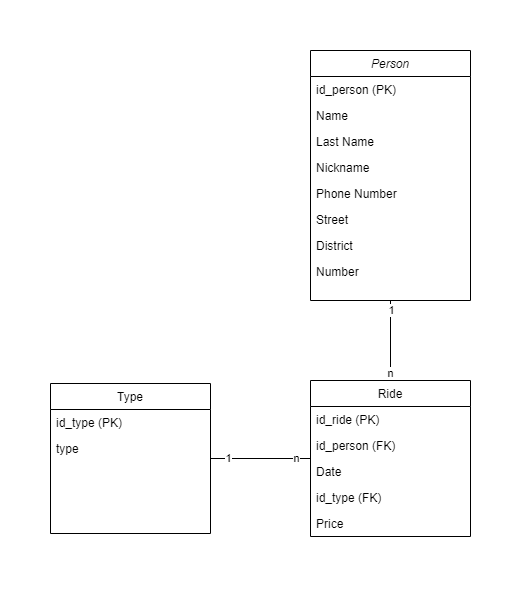 Person
id_person (PK)
Name
Last Name
Nickname
Phone Number
Street
District
Number
1
n
Type
id_type (PK)
type
1
n
Ride
id_ride (PK)
id_person (FK)
Date
id_type (FK)
Price